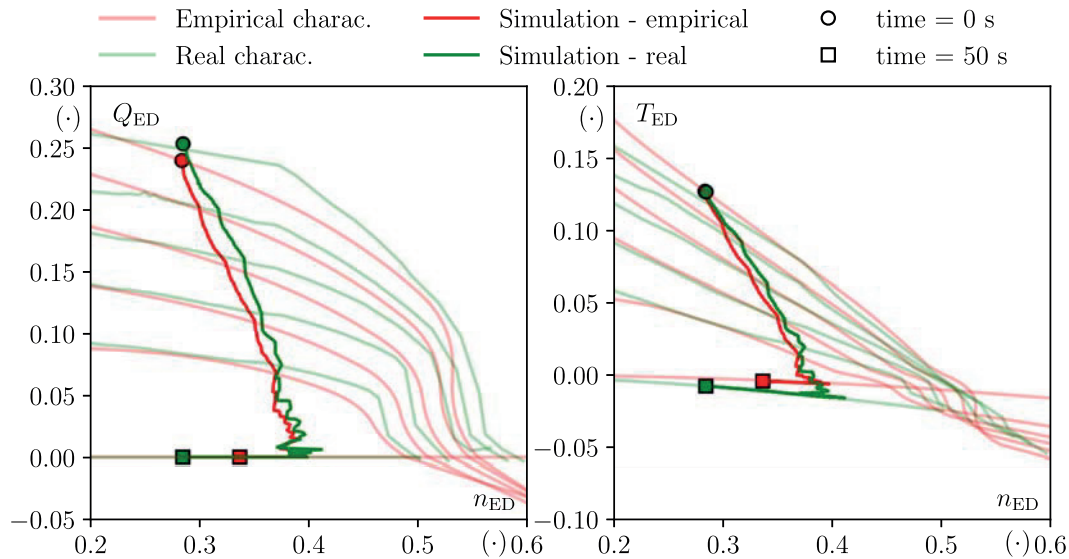 Empirical charac. Simulation - empirical time = 0 s
Real charac. Simulation - real time = 50 s
0.30 Q_ED 0.20 T_ED
(·) (·)
0.25
0.15
0.20
0.10
0.15
0.05
0.10
0.00
0.05
−0.05
0.00
n_ED n_ED
−0.05 −0.10
0.2 0.3 0.4 0.5 (·) 0.6 0.2 0.3 0.4 0.5 (·) 0.6